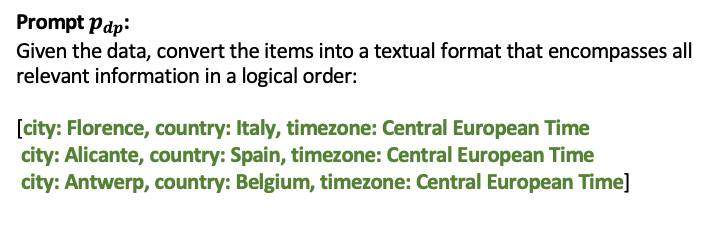 Prompt p_dp:
Given the data, convert the items into a textual format that encompasses all
relevant information in a logical order:
[city: Florence, country: Italy, timezone: Central European Time
city: Alicante, country: Spain, timezone: Central European Time
city: Antwerp, country: Belgium, timezone: Central European Time]